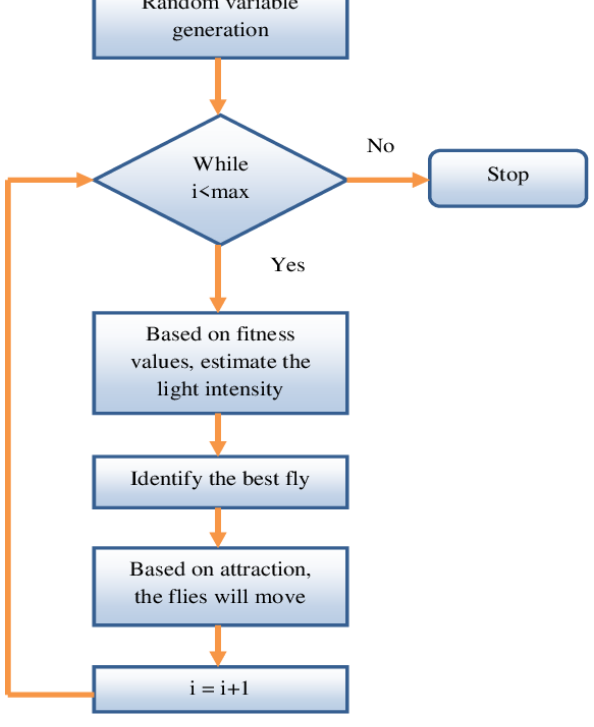 Random variable
generation
While
i<max
No
Stop
Yes
Based on fitness
values, estimate the
light intensity
Identify the best fly
Based on attraction,
the flies will move
i = i+1